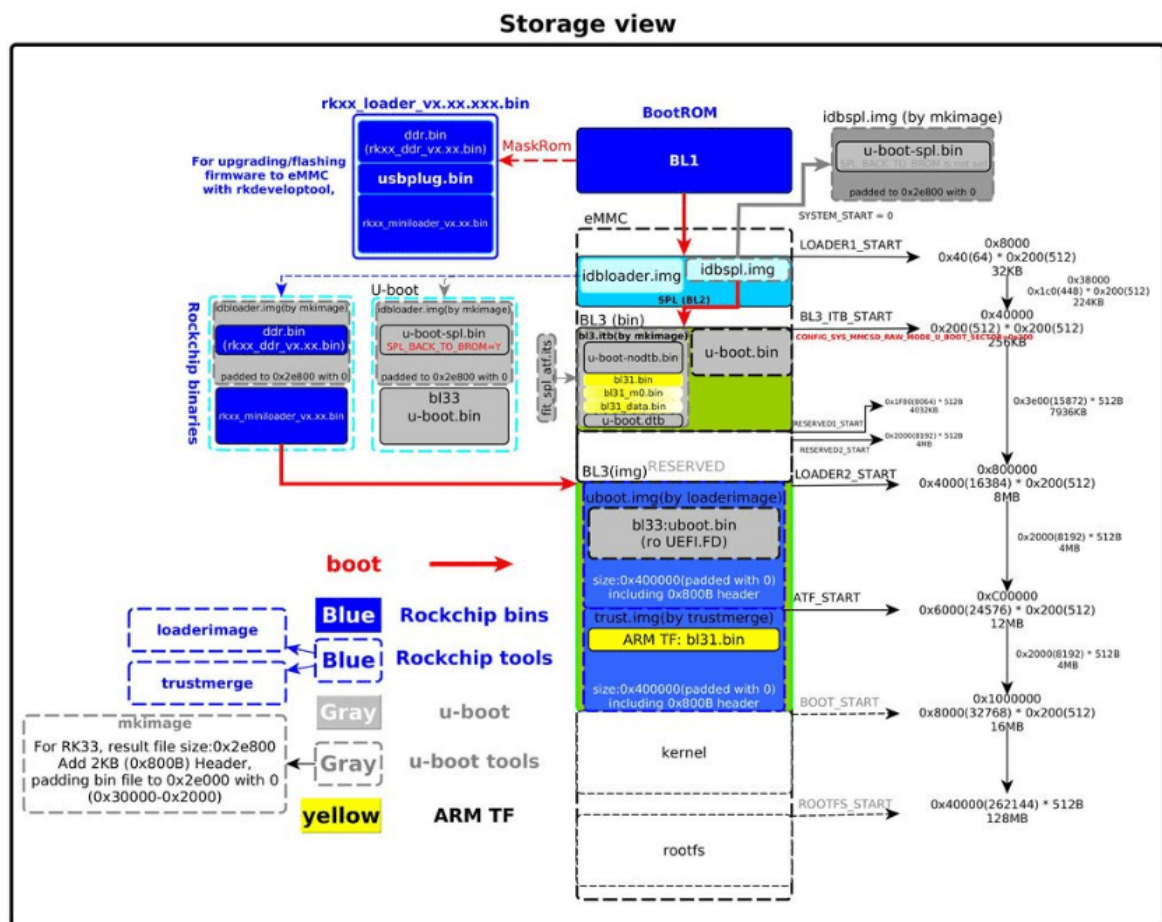 Storage view
rkxx_loader_vx.xx.xxx.bin
ddr.bin
(rkxx_ddr_vx.xx.bin)
usbplug.bin
rkxx_miniloader_vx.xx.bin
For upgrading/flashing
firmware to eMMC
with rkdeveloptool,
MaskRom
BootROM
BL1
idbspl.img (by mkimage)
u-boot-spl.bin
SPL_BACK_TO_BROM is not set
padded to 0x2e800 with 0
SYSTEM_START = 0
eMMC
idbloader.img
idbspl.img
SPL (BL2)
LOADER1_START
0x8000
0x40(64) * 0x200(512)
32KB
0x38000
0x1c0(448) * 0x200(512)
224KB
Rockchip binaries
idbloader.img(by mkimage)
ddr.bin
(rkxx_ddr_vx.xx.bin)
padded to 0x2e800 with 0
rkxx_miniloader_vx.xx.bin
U-boot
idbloader.img(by mkimage)
u-boot-spl.bin
SPL_BACK_TO_BROM=Y
padded to 0x2e800 with 0
bl33
u-boot.bin
fit_spl_atf.its
BL3 (bin)
bl3.itb(by mkimage)
u-boot-nodtb.bin
bl31.bin
bl31_m0.bin
bl31_data.bin
u-boot.dtb
u-boot.bin
BL3_ITB_START
0x40000
0x200(512) * 0x200(512)
256KB
CONFIG_SYS_MMCSD_RAW_MODE_U_BOOT_SECTOR=0x200
0x1F80(8064) * 512B
4032KB
RESERVED1_START
0x2000(8192) * 512B
4MB
RESERVED2_START
0x3e00(15872) * 512B
7936KB
RESERVED
BL3(img)
LOADER2_START
0x800000
0x4000(16384) * 0x200(512)
8MB
uboot.img(by loaderimage)
bl33:uboot.bin
(ro UEFI.FD)
size:0x400000(padded with 0)
including 0x800B header
0x2000(8192) * 512B
4MB
ATF_START
0xC00000
0x6000(24576) * 0x200(512)
12MB
trust.img(by trustmerge)
ARM TF: bl31.bin
size:0x400000(padded with 0)
including 0x800B header
0x2000(8192) * 512B
4MB
BOOT_START
0x1000000
0x8000(32768) * 0x200(512)
16MB
kernel
ROOTFS_START
0x40000(262144) * 512B
128MB
rootfs
boot
Blue
Rockchip bins
loaderimage
trustmerge
Blue
Rockchip tools
Gray
u-boot
mkimage
For RK33, result file size:0x2e800
Add 2KB (0x800B) Header,
padding bin file to 0x2e000 with 0
(0x30000-0x2000)
Gray
u-boot tools
yellow
ARM TF